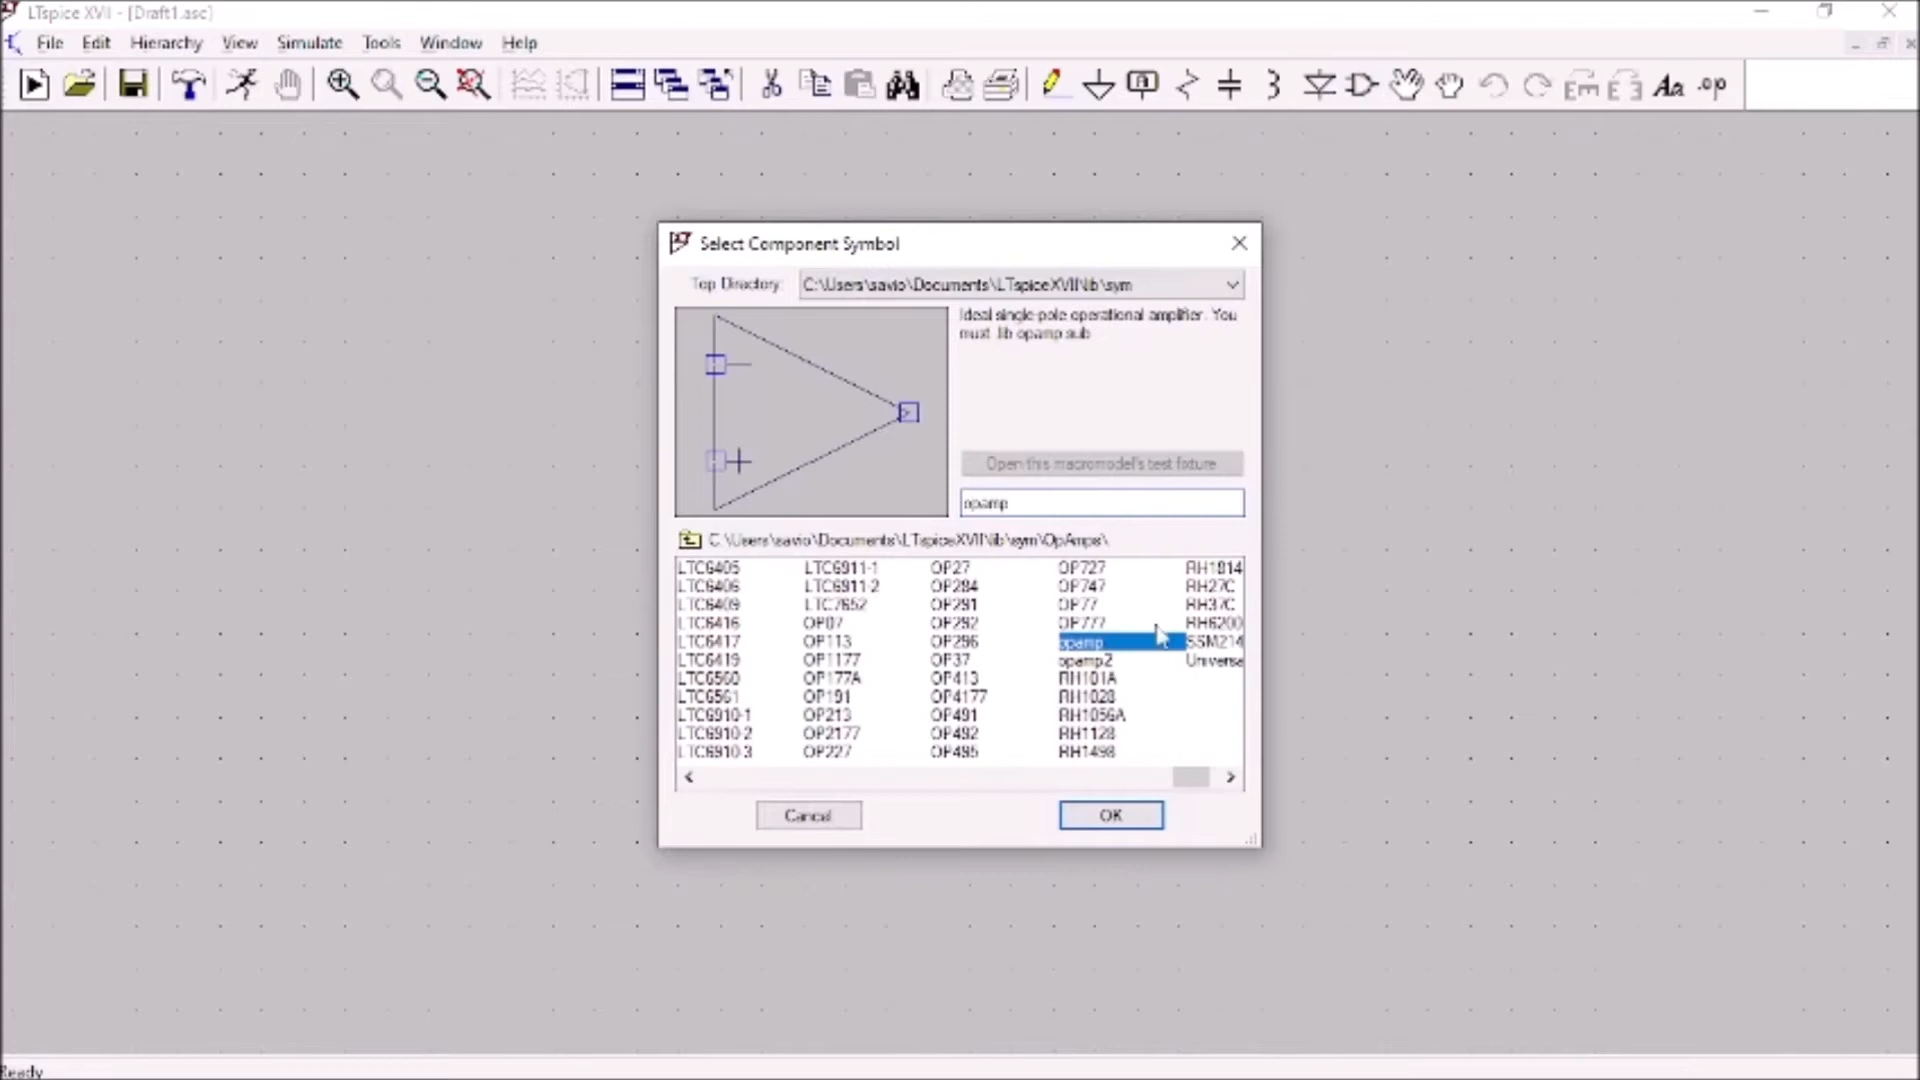 LTspice XVII - [Draft1.asc]
File Edit Hierarchy View Simulate Tools Window Help
.op
Select Component Symbol
Top Directory: C:\Users\savio\Documents\LTspiceXVII\lib\sym
Ideal single-pole operational amplifier. You
must .lib opamp.sub
Open this macromodel's test fixture
opamp
C:\Users\savio\Documents\LTspiceXVII\lib\sym\OpAmps\
LTC6405 LTC6911-1 OP27 OP727 RH1814
LTC6406 LTC6911-2 OP284 OP747 RH27C
LTC6409 LTC7652 OP291 OP77 RH37C
LTC6416 OP07 OP292 OP777 RH6200
LTC6417 OP113 OP296 opamp SSM214
LTC6419 OP1177 OP37 opamp2 Universa
LTC6560 OP177A OP413 RH101A
LTC6561 OP191 OP4177 RH1028
LTC6910-1 OP213 OP491 RH1056A
LTC6910-2 OP2177 OP492 RH1128
LTC6910-3 OP227 OP495 RH1498
Cancel OK
Ready